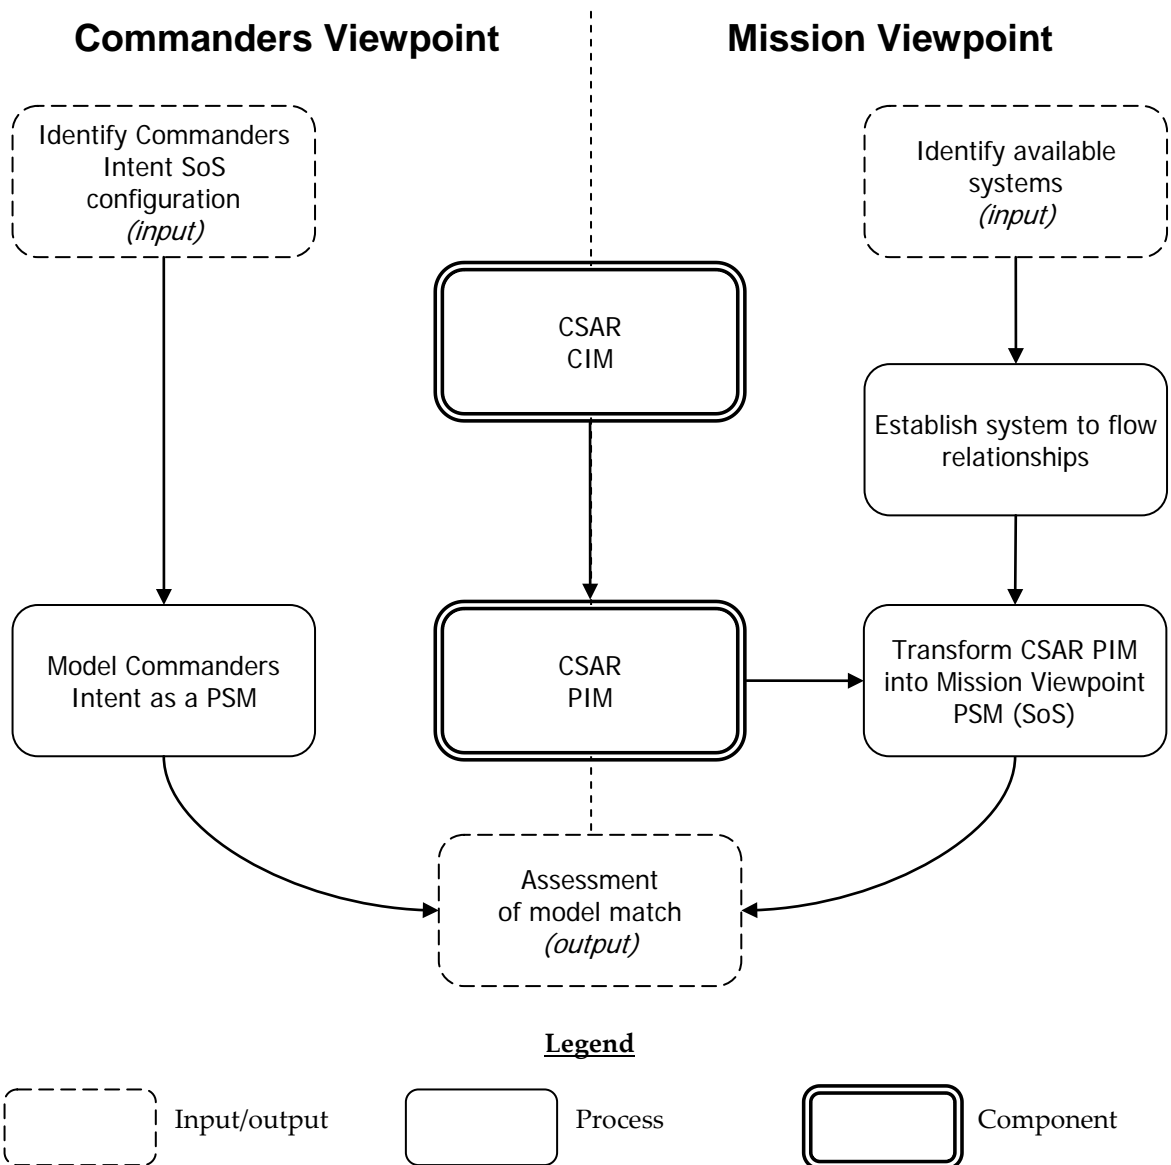 Commanders Viewpoint
Mission Viewpoint
Identify Commanders
Intent SoS
configuration
(input)
Identify available
systems
(input)
CSAR
CIM
Establish system to flow
relationships
Model Commanders
Intent as a PSM
CSAR
PIM
Transform CSAR PIM
into Mission Viewpoint
PSM (SoS)
Assessment
of model match
(output)
Legend
Input/output
Process
Component